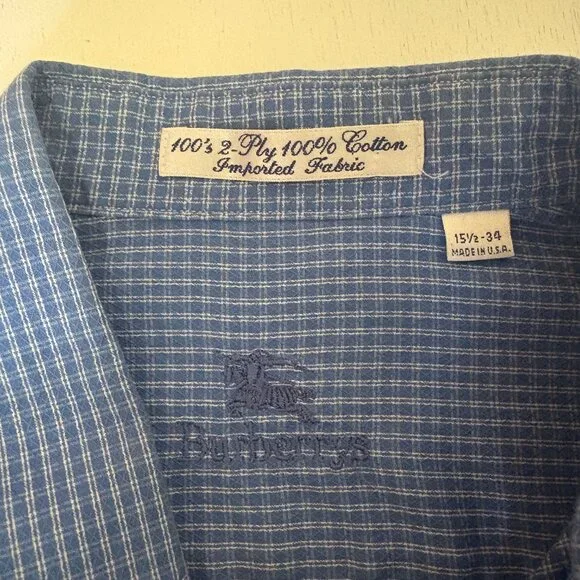 100's 2-Ply 100% Cotton
Imported Fabric
15½-34
MADE IN U.S.A.
Burberrys